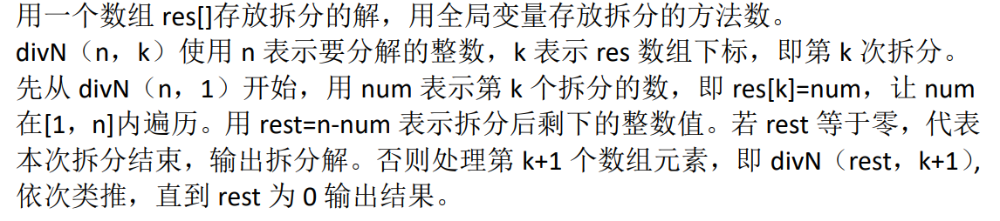 用一个数组 res[]存放拆分的解，用全局变量存放拆分的方法数。
divN（n，k）使用 n 表示要分解的整数，k 表示 res 数组下标，即第 k 次拆分。
先从 divN（n，1）开始，用 num 表示第 k 个拆分的数，即 res[k]=num，让 num
在[1，n]内遍历。用 rest=n-num 表示拆分后剩下的整数值。若 rest 等于零，代表
本次拆分结束，输出拆分解。否则处理第 k+1 个数组元素，即 divN（rest，k+1）,
依次类推，直到 rest 为 0 输出结果。